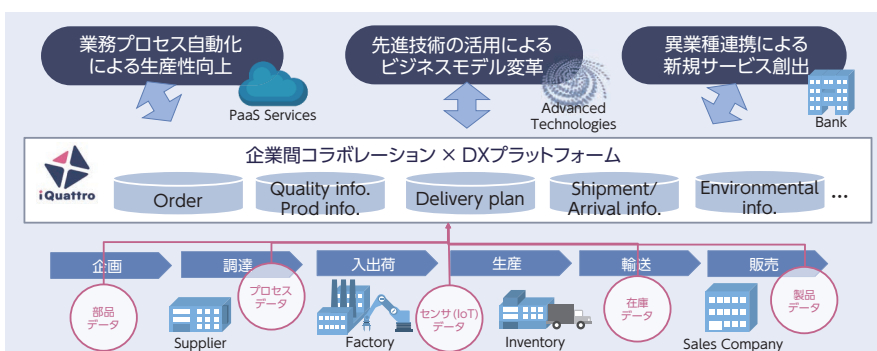 業務プロセス自動化
による生産性向上
先進技術の活用による
ビジネスモデル変革
異業種連携による
新規サービス創出
PaaS Services
Advanced
Technologies
Bank
企業間コラボレーション × DXプラットフォーム
iQuattro
Order
Quality info.
Prod info.
Delivery plan
Shipment/
Arrival info.
Environmental
info.
...
企画
調達
入出荷
生産
輸送
販売
部品
データ
プロセス
データ
センサ(IoT)
データ
在庫
データ
製品
データ
Supplier
Factory
Inventory
Sales Company